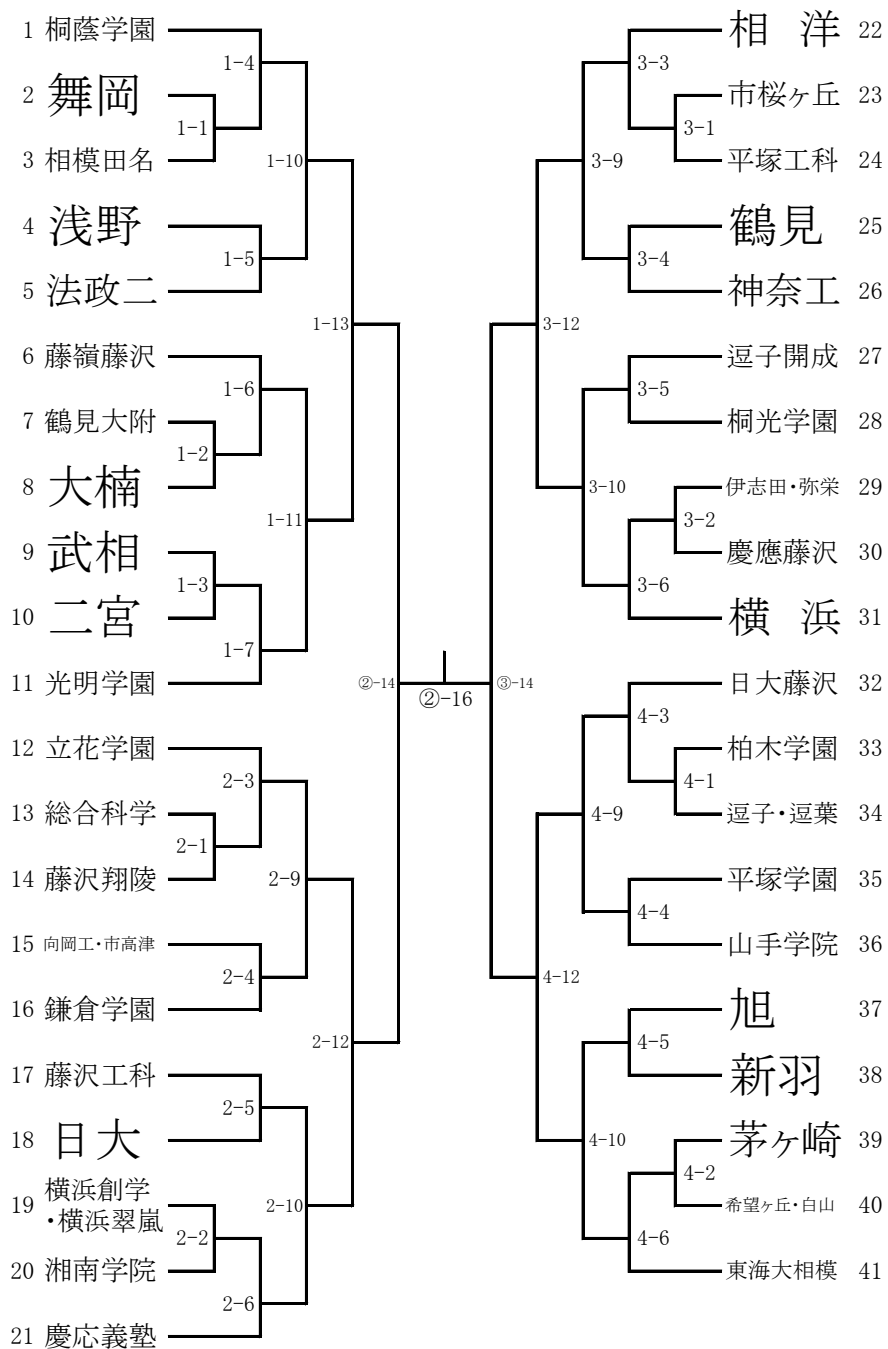 1 桐蔭学園
1-4
2 舞岡
1-1
3 相模田名
1-10
4 浅野
1-5
5 法政二
1-13
6 藤嶺藤沢
1-6
7 鶴見大附
1-2
8 大楠
1-11
9 武相
1-3
10 二宮
1-7
11 光明学園
②-14
12 立花学園
2-3
13 総合科学
2-1
14 藤沢翔陵
2-9
15 向岡工・市高津
2-4
16 鎌倉学園
2-12
17 藤沢工科
2-5
18 日大
2-10
19 横浜創学
・横浜翠嵐
2-2
20 湘南学院
2-6
21 慶応義塾
②-16
相 洋 22
3-3
市桜ヶ丘 23
3-1
平塚工科 24
3-9
鶴見 25
3-4
神奈工 26
3-12
逗子開成 27
3-5
桐光学園 28
3-10
伊志田・弥栄 29
3-2
慶應藤沢 30
3-6
横 浜 31
③-14
日大藤沢 32
4-3
柏木学園 33
4-1
逗子・逗葉 34
4-9
平塚学園 35
4-4
山手学院 36
4-12
旭 37
4-5
新羽 38
4-10
茅ヶ崎 39
4-2
希望ヶ丘・白山 40
4-6
東海大相模 41